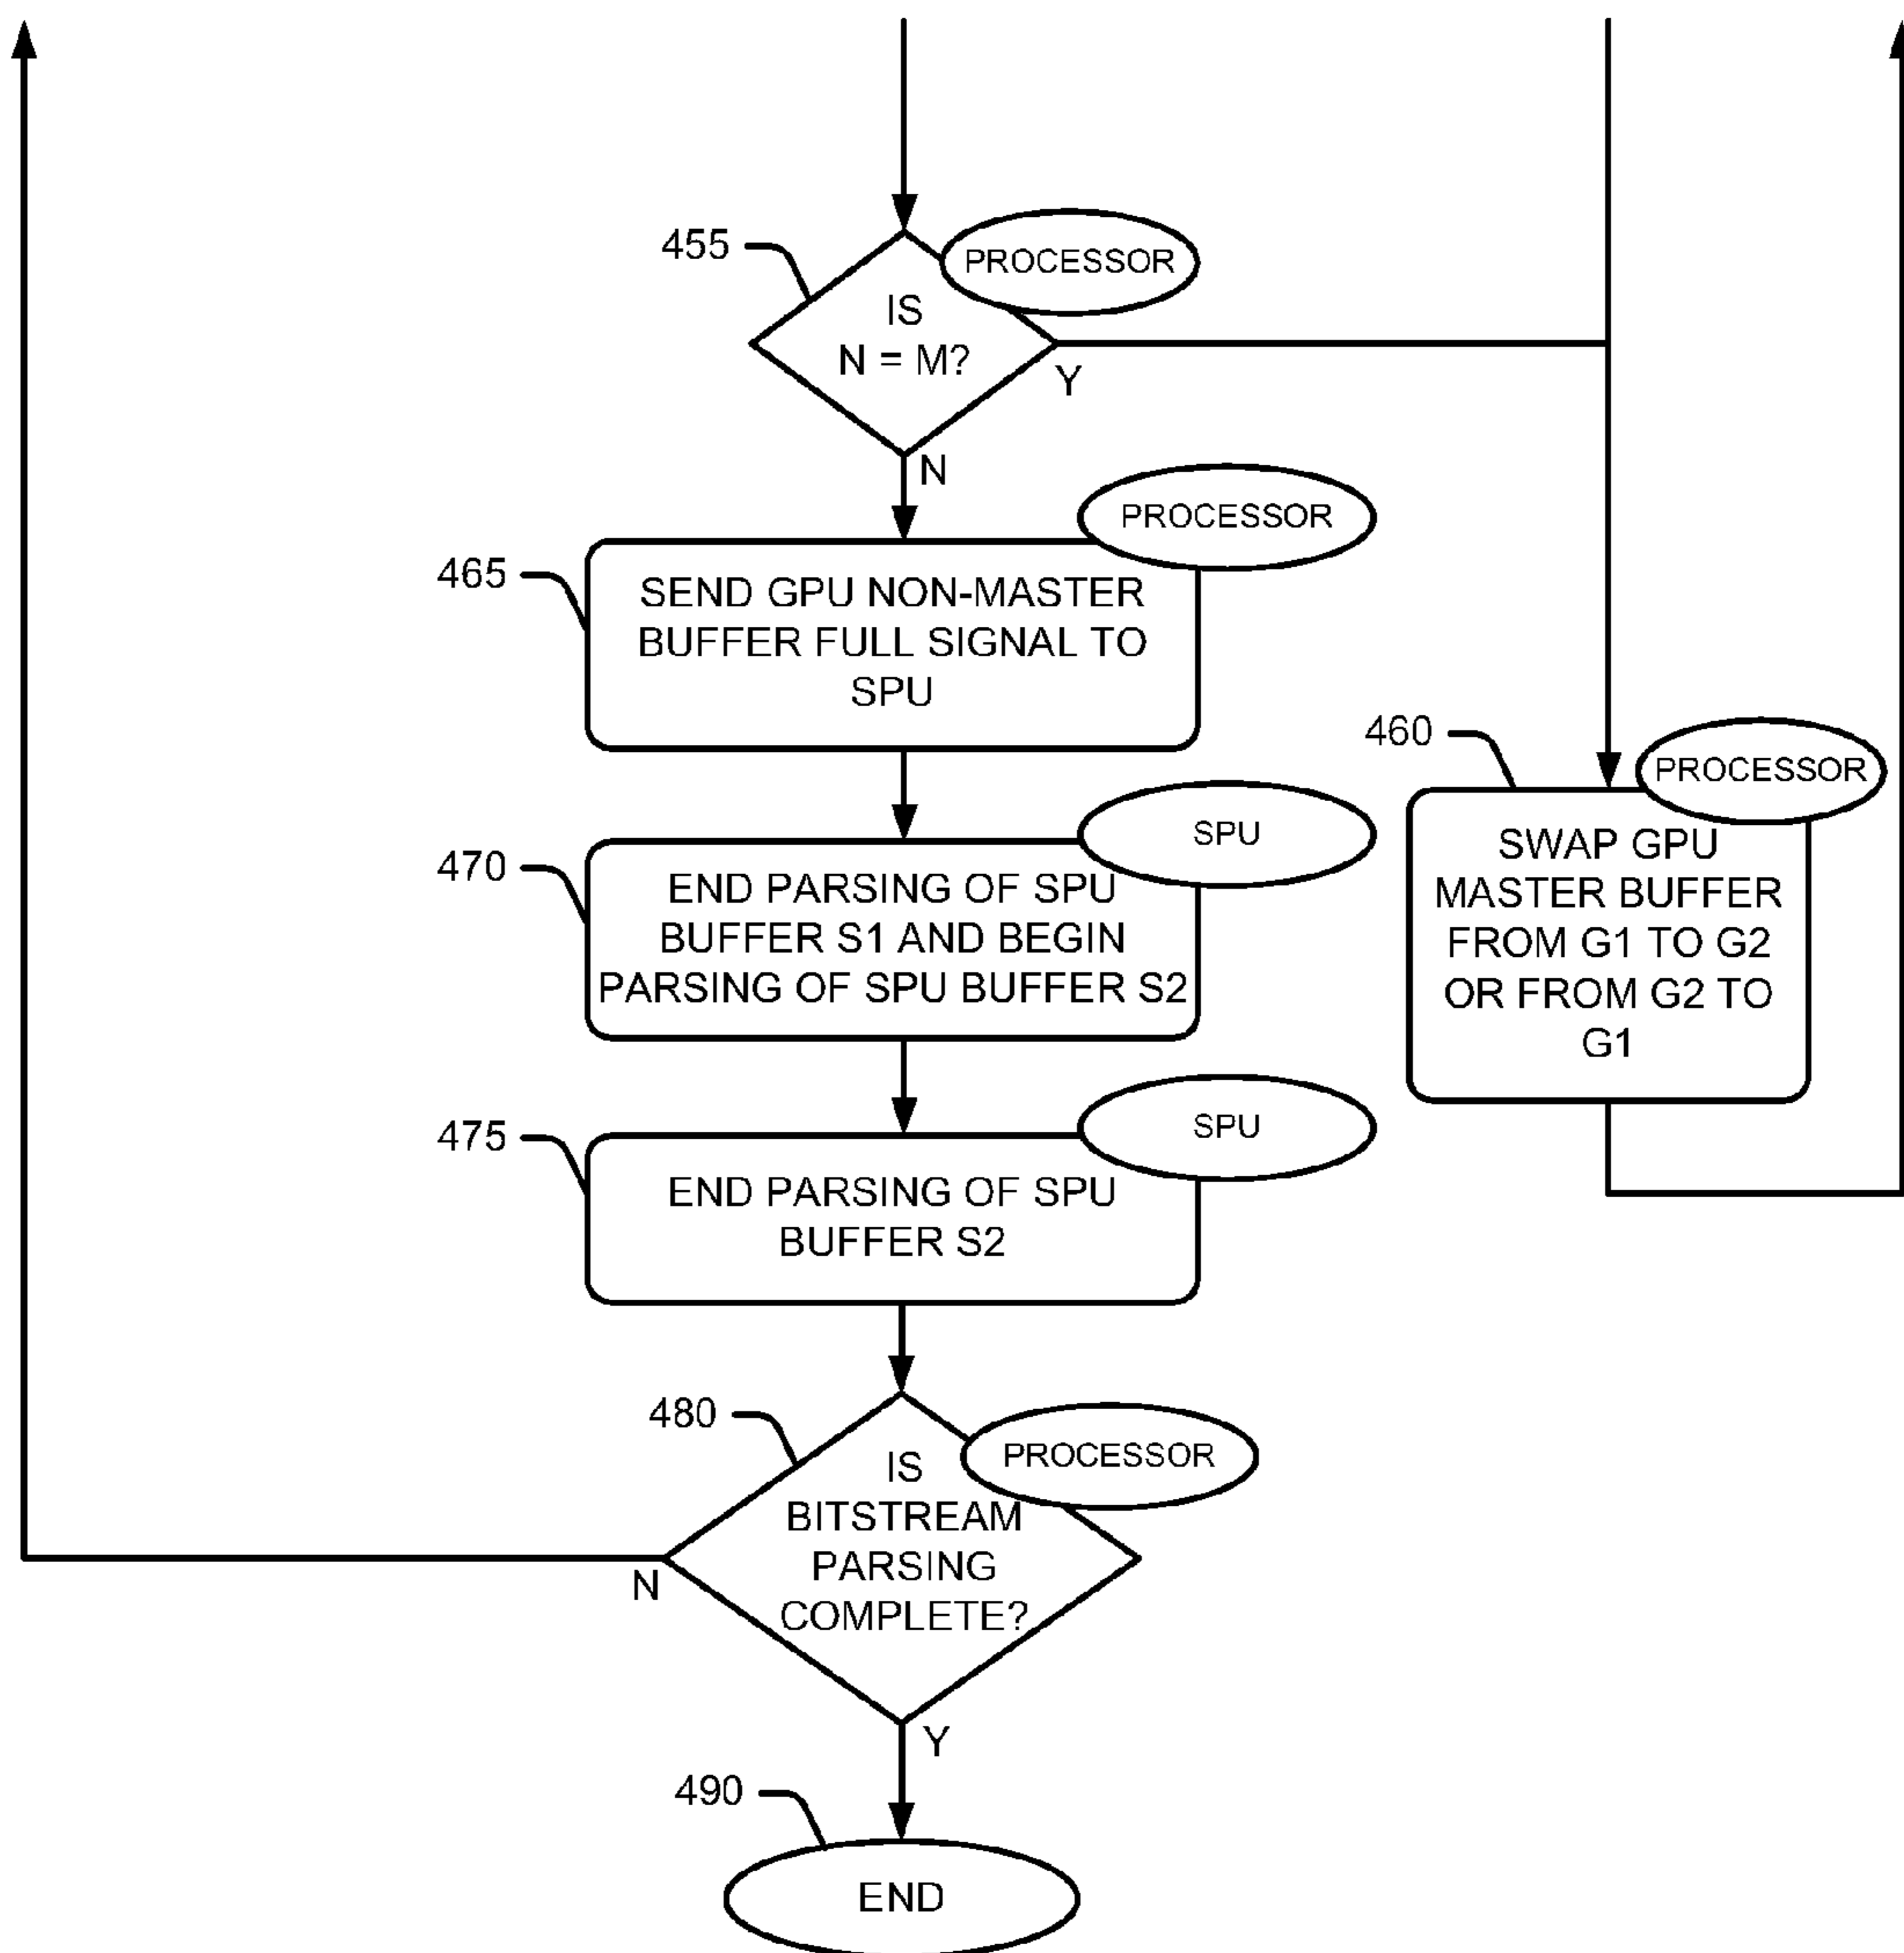 455
PROCESSOR
IS
N = M?
Y
N
PROCESSOR
465
SEND GPU NON-MASTER
BUFFER FULL SIGNAL TO
SPU
460
PROCESSOR
SWAP GPU
MASTER BUFFER
FROM G1 TO G2
OR FROM G2 TO
G1
SPU
470
END PARSING OF SPU
BUFFER S1 AND BEGIN
PARSING OF SPU BUFFER S2
SPU
475
END PARSING OF SPU
BUFFER S2
480
PROCESSOR
IS
BITSTREAM
PARSING
COMPLETE?
N
Y
490
END